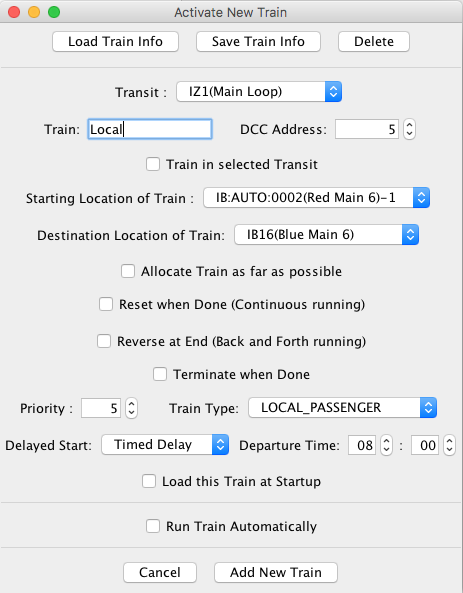 Activate New Train
Load Train Info Save Train Info Delete
Transit : IZ1(Main Loop)
Train: Local DCC Address: 5
Train in selected Transit
Starting Location of Train : IB:AUTO:0002(Red Main 6)-1
Destination Location of Train: IB16(Blue Main 6)
Allocate Train as far as possible
Reset when Done (Continuous running)
Reverse at End (Back and Forth running)
Terminate when Done
Priority : 5 Train Type: LOCAL_PASSENGER
Delayed Start: Timed Delay Departure Time: 08 : 00
Load this Train at Startup
Run Train Automatically
Cancel Add New Train